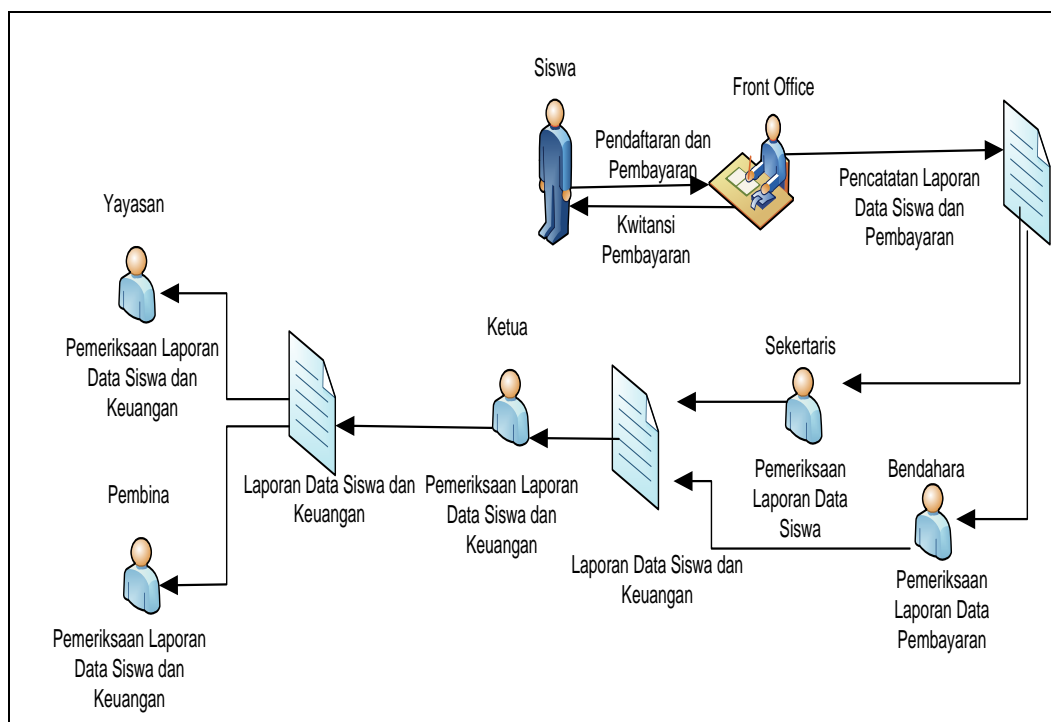 Siswa
Front Office
Pendaftaran dan
Pembayaran
Kwitansi
Pembayaran
Pencatatan Laporan
Data Siswa dan
Pembayaran
Yayasan
Pemeriksaan Laporan
Data Siswa dan
Keuangan
Ketua
Pemeriksaan Laporan
Data Siswa dan
Keuangan
Sekertaris
Pemeriksaan
Laporan Data
Siswa
Bendahara
Pemeriksaan
Laporan Data
Pembayaran
Laporan Data Siswa dan
Keuangan
Laporan Data Siswa dan
Keuangan
Pembina
Pemeriksaan Laporan
Data Siswa dan
Keuangan